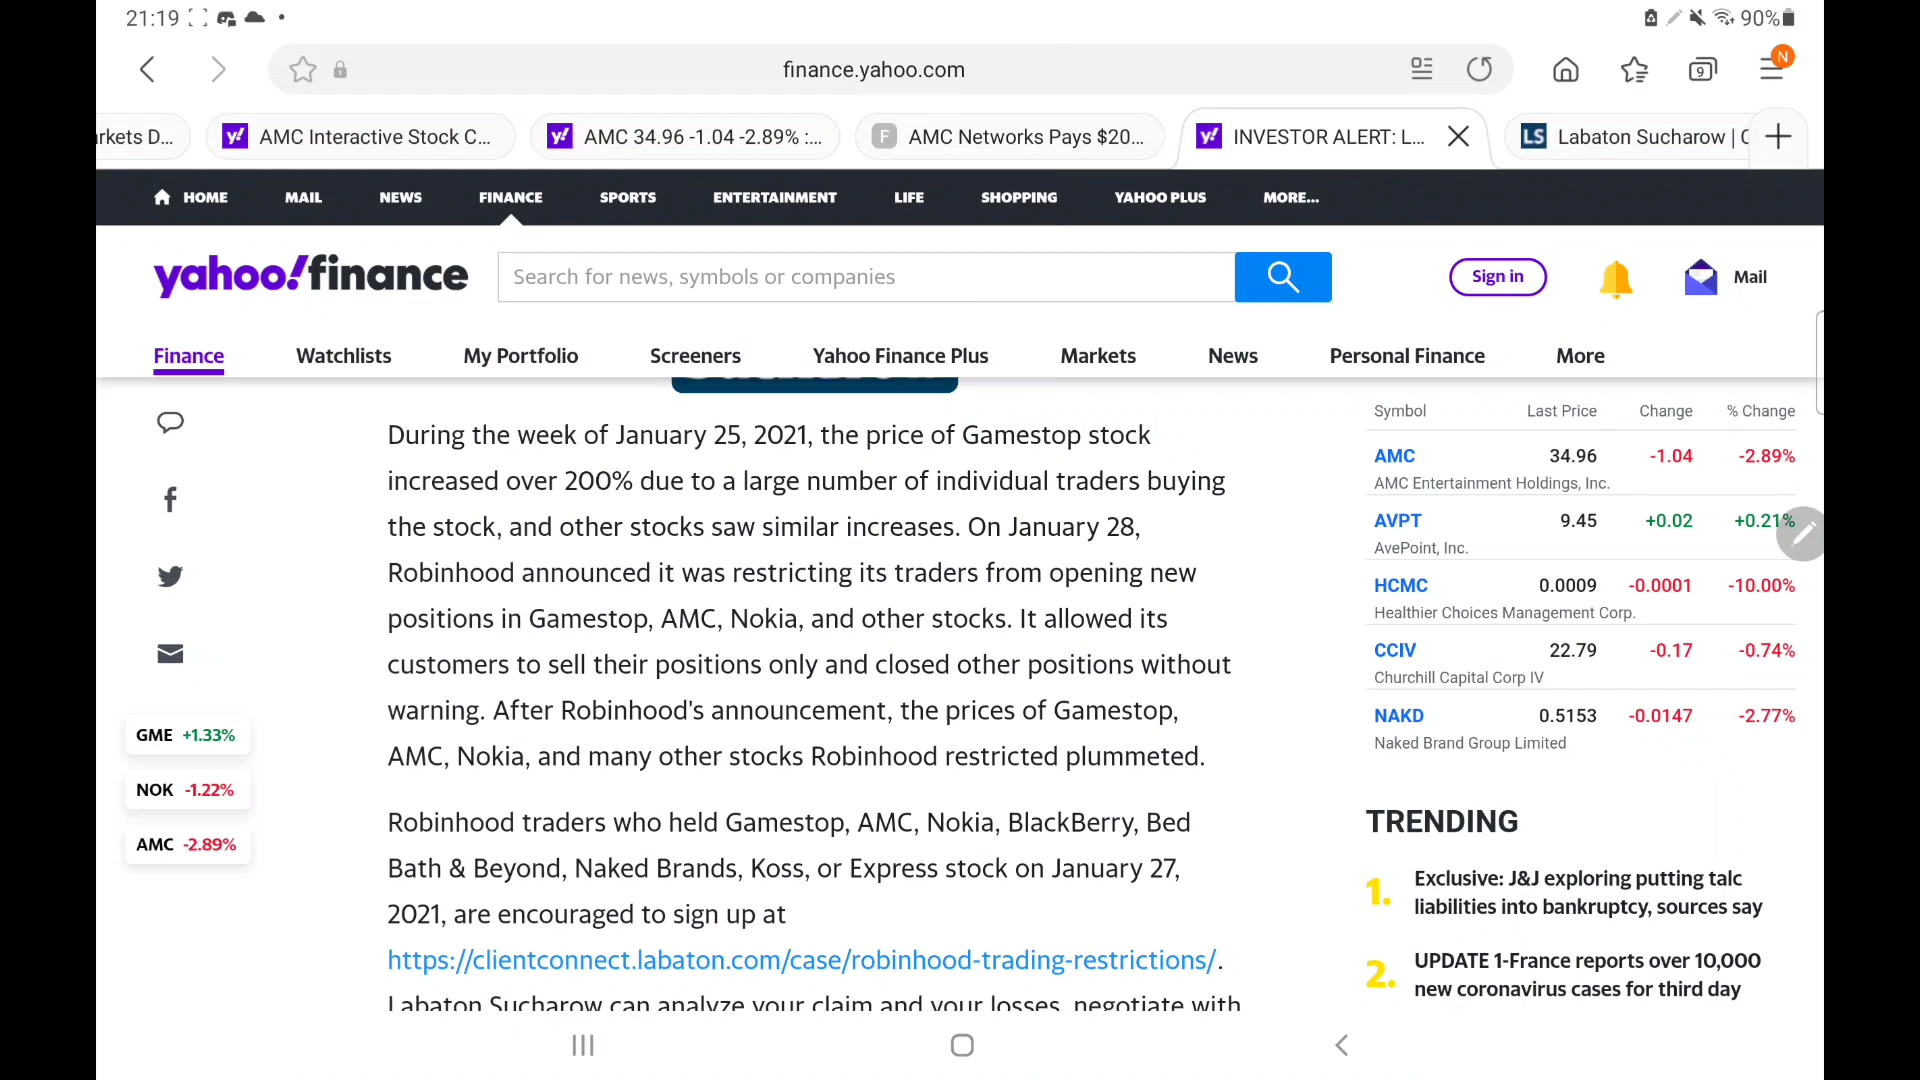 21:19
90%
finance.yahoo.com
9
N
rkets D...
AMC Interactive Stock C...
AMC 34.96 -1.04 -2.89% :...
F
AMC Networks Pays $20...
INVESTOR ALERT: L...
LS
Labaton Sucharow | C
HOME
MAIL
NEWS
FINANCE
SPORTS
ENTERTAINMENT
LIFE
SHOPPING
YAHOO PLUS
MORE...
yahoo!finance
Search for news, symbols or companies
Sign in
Mail
Finance
Watchlists
My Portfolio
Screeners
Yahoo Finance Plus
Markets
News
Personal Finance
More
During the week of January 25, 2021, the price of Gamestop stock
increased over 200% due to a large number of individual traders buying
the stock, and other stocks saw similar increases. On January 28,
Robinhood announced it was restricting its traders from opening new
positions in Gamestop, AMC, Nokia, and other stocks. It allowed its
customers to sell their positions only and closed other positions without
warning. After Robinhood's announcement, the prices of Gamestop,
AMC, Nokia, and many other stocks Robinhood restricted plummeted.
Robinhood traders who held Gamestop, AMC, Nokia, BlackBerry, Bed
Bath & Beyond, Naked Brands, Koss, or Express stock on January 27,
2021, are encouraged to sign up at
https://clientconnect.labaton.com/case/robinhood-trading-restrictions/.
Labaton Sucharow can analyze your claim and your losses, negotiate with
GME +1.33%
NOK -1.22%
AMC -2.89%
Symbol Last Price Change % Change
AMC 34.96 -1.04 -2.89%
AMC Entertainment Holdings, Inc.
AVPT 9.45 +0.02 +0.21%
AvePoint, Inc.
HCMC 0.0009 -0.0001 -10.00%
Healthier Choices Management Corp.
CCIV 22.79 -0.17 -0.74%
Churchill Capital Corp IV
NAKD 0.5153 -0.0147 -2.77%
Naked Brand Group Limited
TRENDING
1. Exclusive: J&J exploring putting talc
liabilities into bankruptcy, sources say
2. UPDATE 1-France reports over 10,000
new coronavirus cases for third day